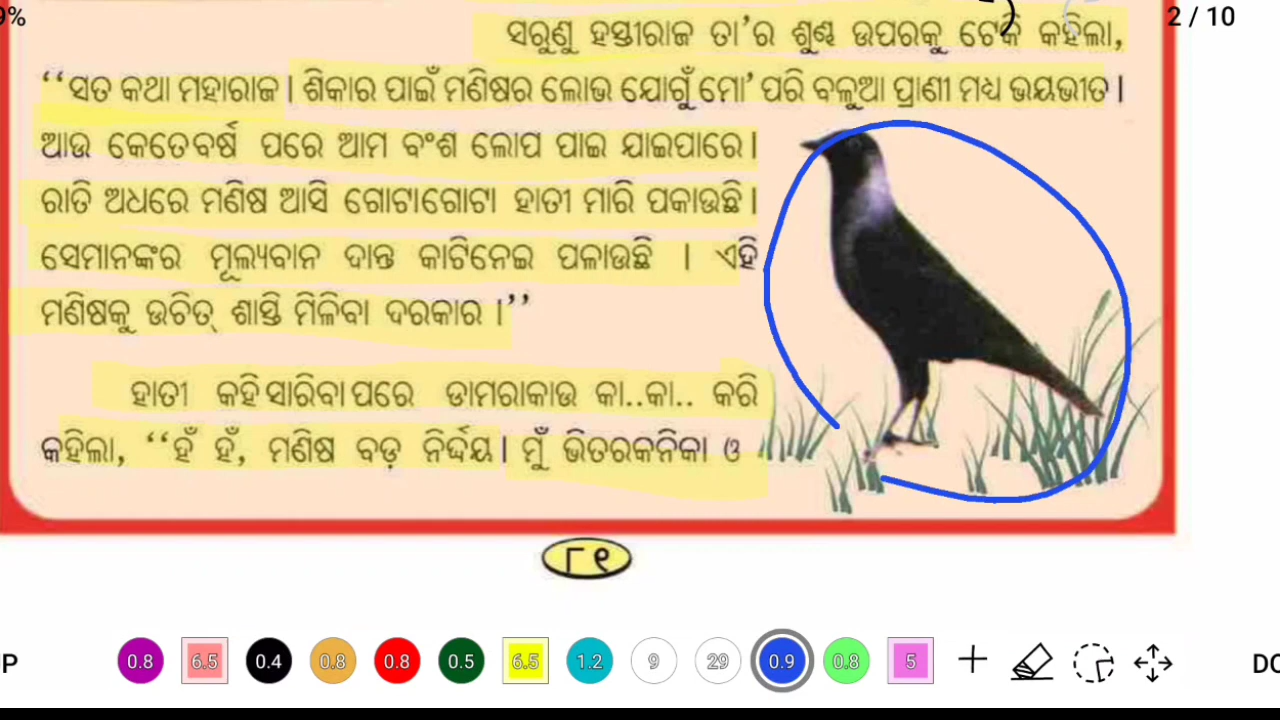 9%
2 / 10
ସରୁଣୁ ହସ୍ତୀରାଜ ତା’ର ଶୁଣ୍ଢ ଉପରକୁ ଟେକି କହିଲା,
‘‘ସତ କଥା ମହାରାଜ। ଶିକାର ପାଇଁ ମଣିଷର ଲୋଭ ଯୋଗୁଁ ମୋ’ ପରି ବଳୁଆ ପ୍ରାଣୀ ମଧ୍ୟ ଭୟଭୀତ।
ଆଉ କେତେବର୍ଷ ପରେ ଆମ ବଂଶ ଲୋପ ପାଇ ଯାଇପାରେ।
ରାତି ଅଧରେ ମଣିଷ ଆସି ଗୋଟାଗୋଟା ହାତୀ ମାରି ପକାଉଛି।
ସେମାନଙ୍କର ମୂଲ୍ୟବାନ ଦାନ୍ତ କାଟିନେଇ ପଳାଉଛି । ଏହି
ମଣିଷକୁ ଉଚିତ୍ ଶାସ୍ତି ମିଳିବା ଦରକାର।’’
ହାତୀ କହି ସାରିବା ପରେ ଡାମରାକାଉ କା..କା.. କରି
କହିଲା, ‘‘ହଁ ହଁ, ମଣିଷ ବଡ଼ ନିର୍ଦ୍ଦୟ। ମୁଁ ଭିତରକନିକା ଓ
୮୧
P 0.8 6.5 0.4 0.8 0.8 0.5 6.5 1.2 9 29 0.9 0.8 5 DO